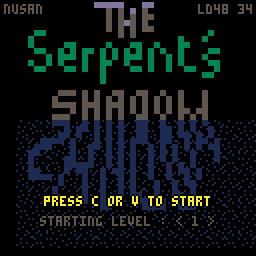 NUSAN LD48 34
THE
Serpent's
SHADOW
PRESS C OR V TO START
STARTING LEVEL : < 1 >